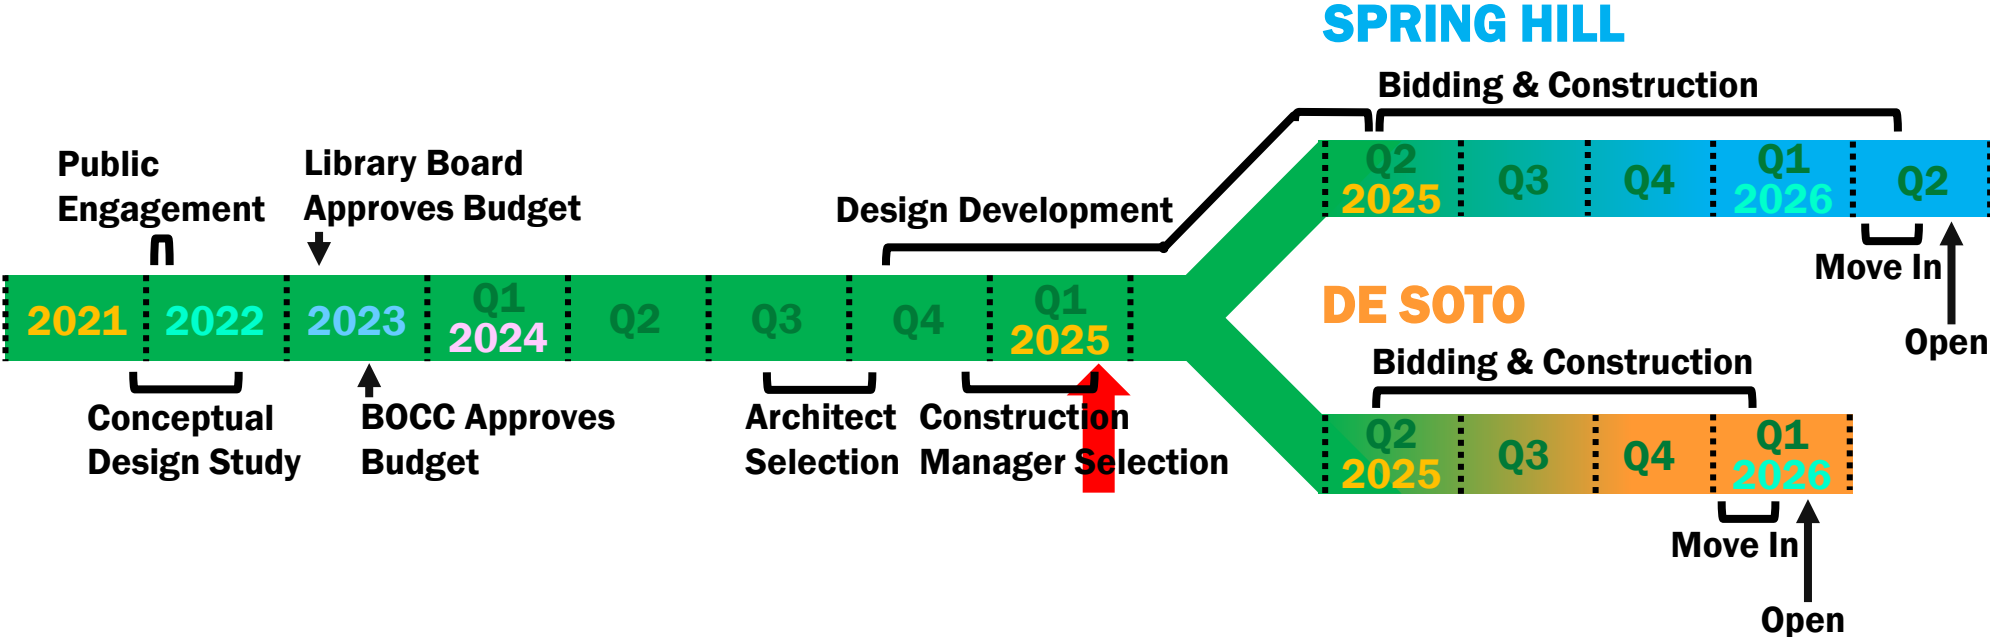 SPRING HILL
Bidding & Construction
Public
Engagement
Library Board
Approves Budget
Design Development
Q2
2025
Q3
Q4
Q1
2026
Q2
Move In
Open
2021
2022
2023
Q1
2024
Q2
Q3
Q4
Q1
2025
Conceptual
Design Study
BOCC Approves
Budget
Architect
Selection
Construction
Manager Selection
DE SOTO
Bidding & Construction
Q2
2025
Q3
Q4
Q1
2026
Move In
Open